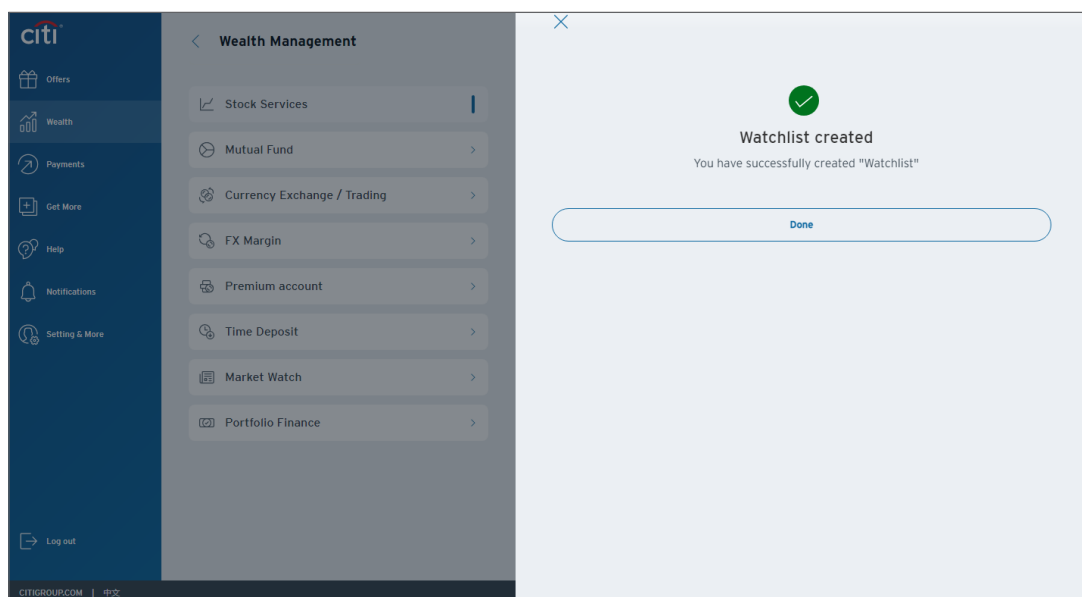 citi
Offers
Wealth
Payments
Get More
Help
Notifications
Setting & More
Log out
CITIGROUP.COM | 中文
Wealth Management
Stock Services
Mutual Fund
Currency Exchange / Trading
FX Margin
Premium account
Time Deposit
Market Watch
Portfolio Finance
Watchlist created
You have successfully created "Watchlist"
Done